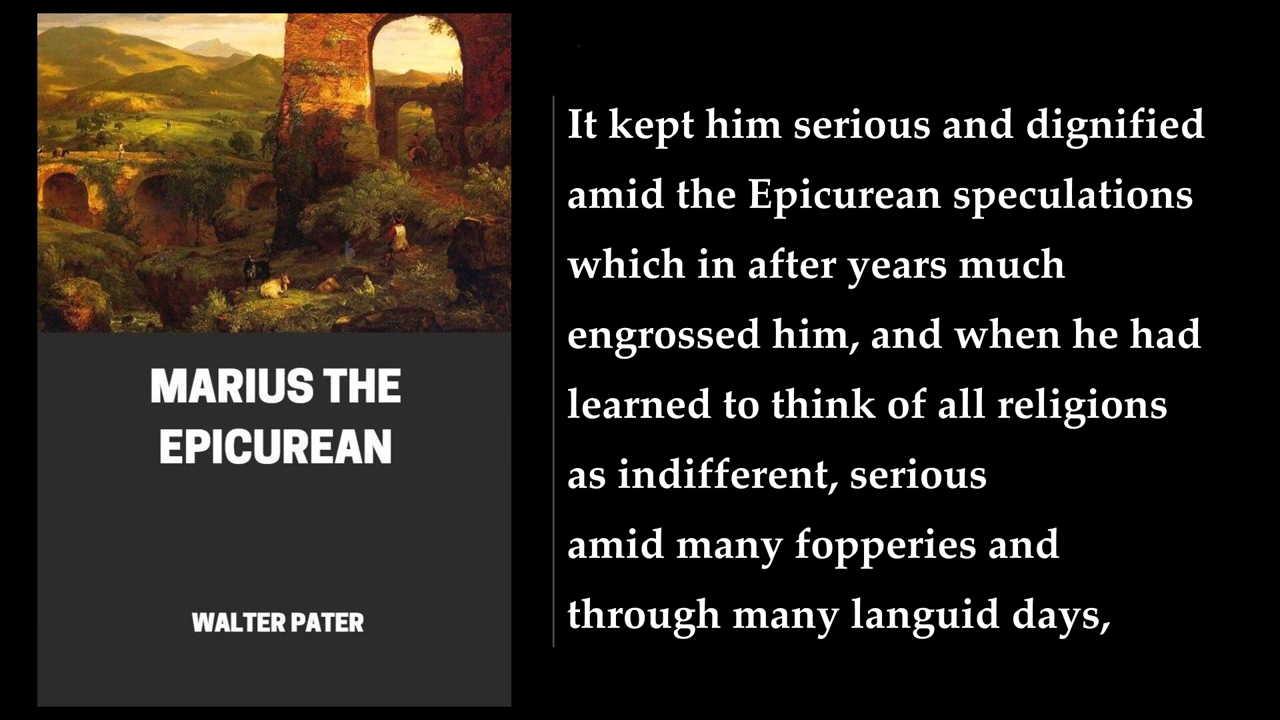 MARIUS THE
EPICUREAN
WALTER PATER
It kept him serious and dignified
amid the Epicurean speculations
which in after years much
engrossed him, and when he had
learned to think of all religions
as indifferent, serious
amid many fopperies and
through many languid days,